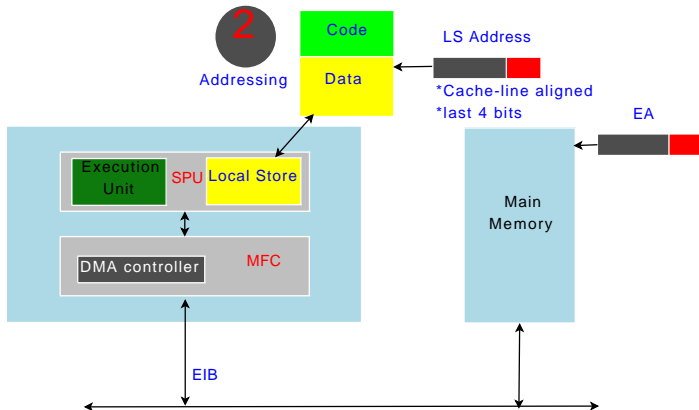 2
Addressing
Code
Data
LS Address
*Cache-line aligned
*last 4 bits
EA
Execution
Unit
SPU
Local Store
DMA controller
MFC
Main
Memory
EIB